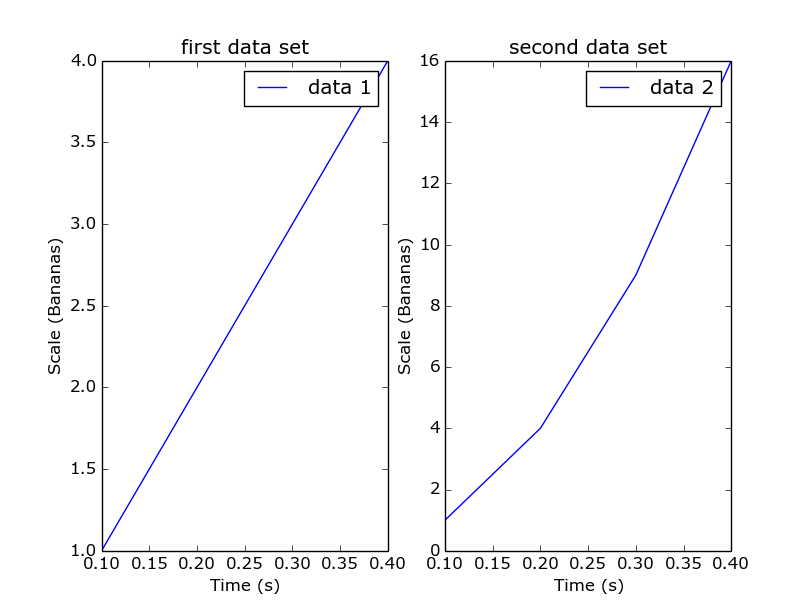 first data set
data 1
4.0
3.5
3.0
2.5
2.0
1.5
1.0
Scale (Bananas)
0.10 0.15 0.20 0.25 0.30 0.35 0.40
Time (s)
second data set
data 2
16
14
12
10
8
6
4
2
0
Scale (Bananas)
0.10 0.15 0.20 0.25 0.30 0.35 0.40
Time (s)